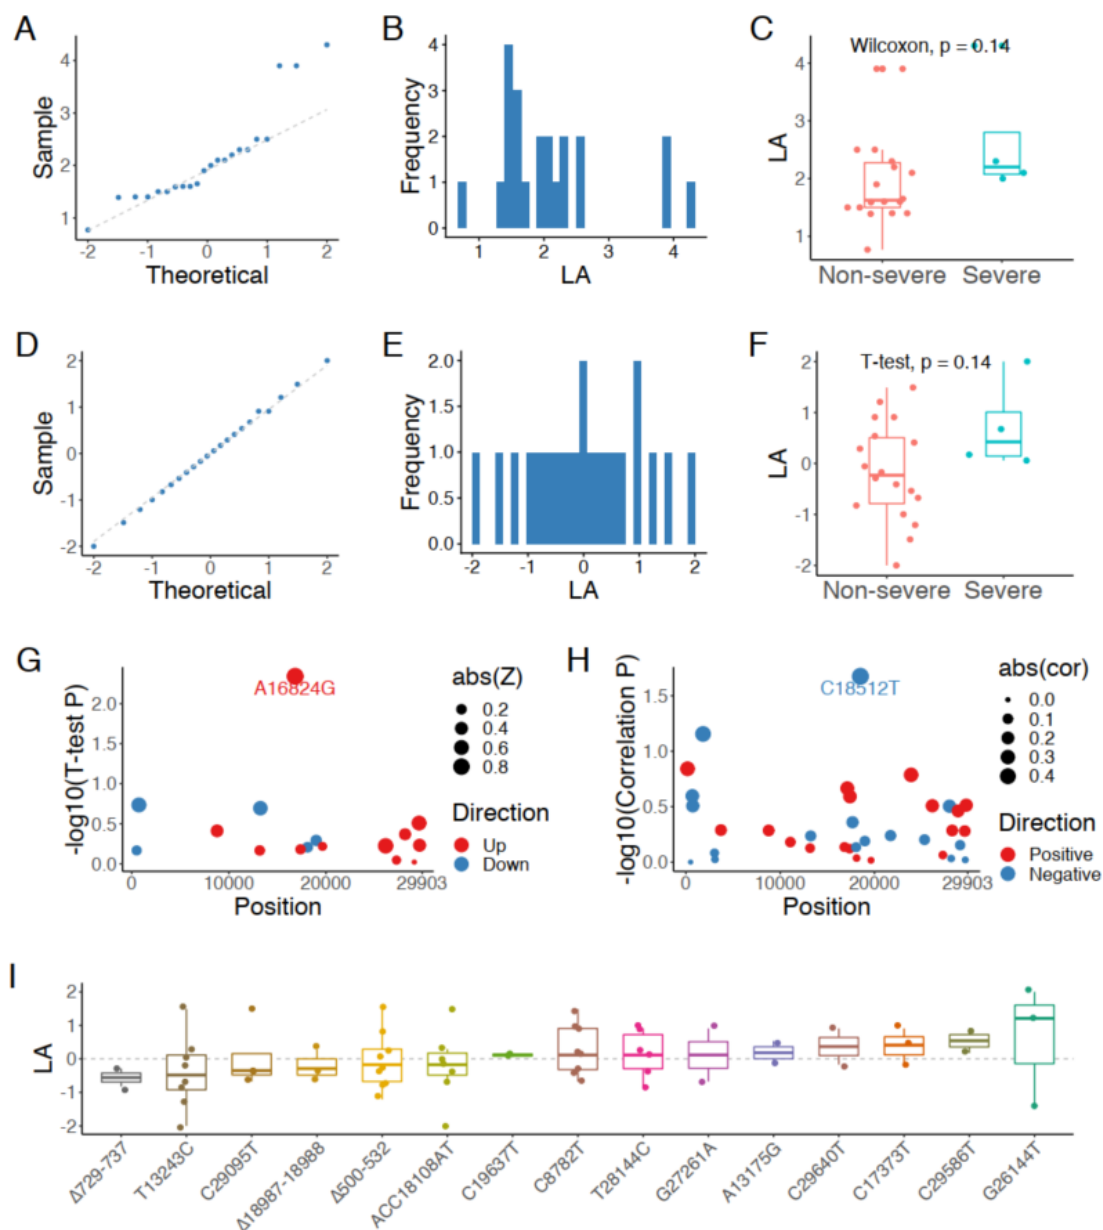 A
Sample
4
3
2
1
-2 -1 0 1 2
Theoretical
B
Frequency
4
3
2
1
0
1 2 3 4
LA
C
Wilcoxon, p = 0.14
LA
4
3
2
1
Non-severe Severe
D
Sample
2
1
0
-1
-2
-2 -1 0 1 2
Theoretical
E
Frequency
2.0
1.5
1.0
0.5
0.0
-2 -1 0 1 2
LA
F
T-test, p = 0.14
LA
2
1
0
-1
-2
Non-severe Severe
G
-log10(T-test P)
2.0
1.5
1.0
0.5
0.0
A16824G
0 10000 20000 29903
Position
abs(Z)
0.2
0.4
0.6
0.8
Direction
Up
Down
H
-log10(Correlation P)
1.5
1.0
0.5
0.0
C18512T
0 10000 20000 29903
Position
abs(cor)
0.0
0.1
0.2
0.3
0.4
Direction
Positive
Negative
I
LA
2
1
0
-1
-2
Δ729-737
T13243C
C29095T
Δ18987-18988
Δ500-532
ACC18108AT
C19637T
C8782T
T28144C
G27261A
A13175G
C29640T
C17373T
C29586T
G26144T